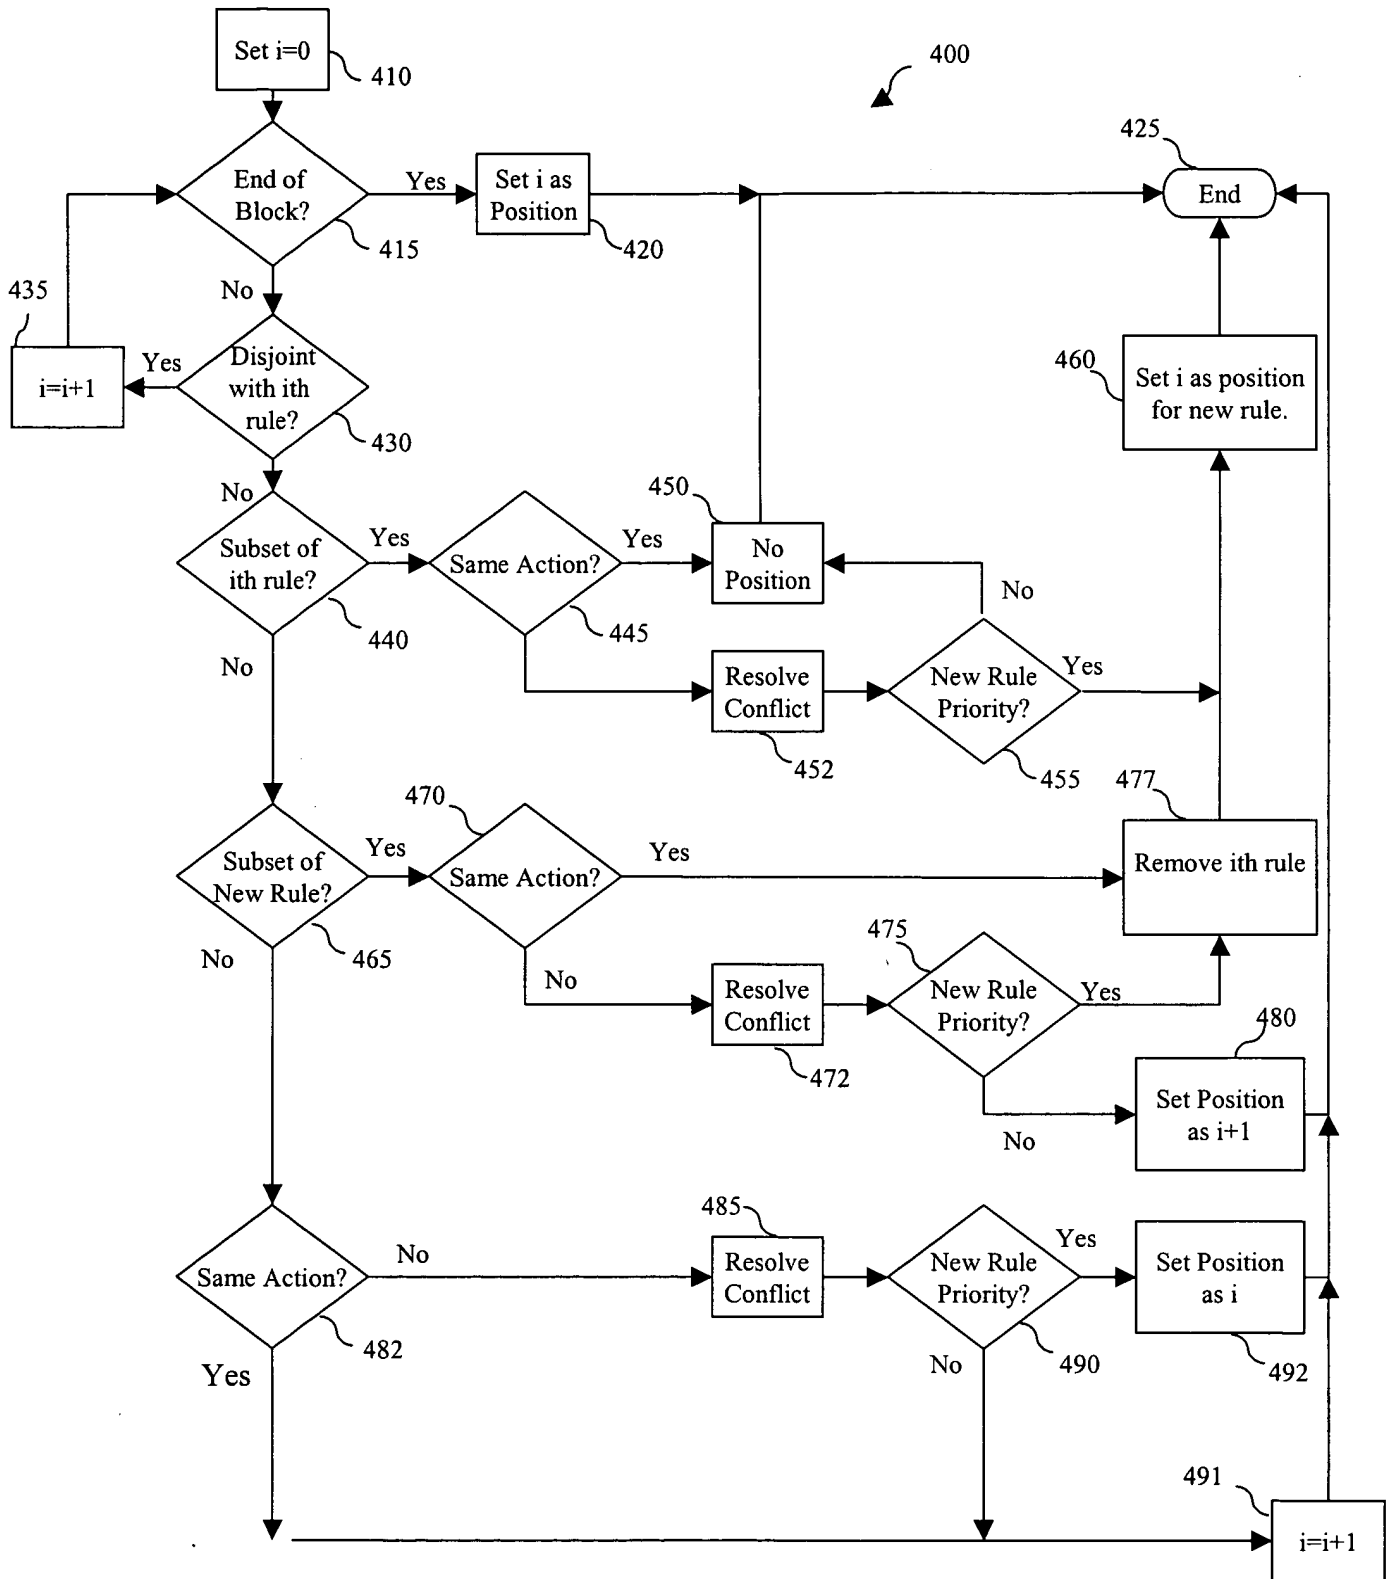 Set i=0
410
400
425
End of
Block?
415
Yes
Set i as
Position
420
End
No
435
i=i+1
Yes
Disjoint
with ith
rule?
430
460
Set i as position
for new rule.
No
Subset of
ith rule?
440
Yes
Same Action?
445
Yes
450
No
Position
No
No
Resolve
Conflict
452
New Rule
Priority?
455
Yes
477
Remove ith rule
470
Subset of
New Rule?
465
Yes
Same Action?
Yes
No
No
Resolve
Conflict
472
475
New Rule
Priority?
Yes
No
480
Set Position
as i+1
Same Action?
482
No
Yes
485
Resolve
Conflict
New Rule
Priority?
490
Yes
No
Set Position
as i
492
491
i=i+1